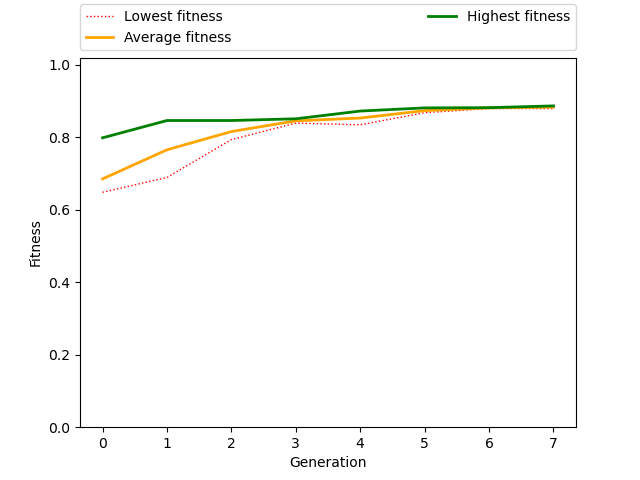 Lowest fitness
Average fitness
Highest fitness
1.0
0.8
0.6
0.4
0.2
0.0
Fitness
0 1 2 3 4 5 6 7
Generation